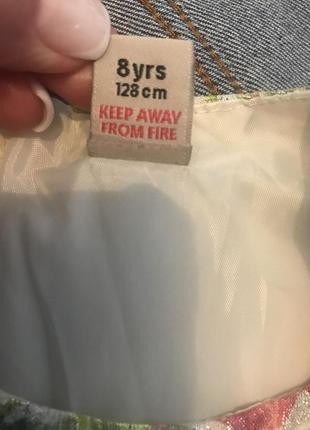 8yrs
128cm
KEEP AWAY
FROM FIRE